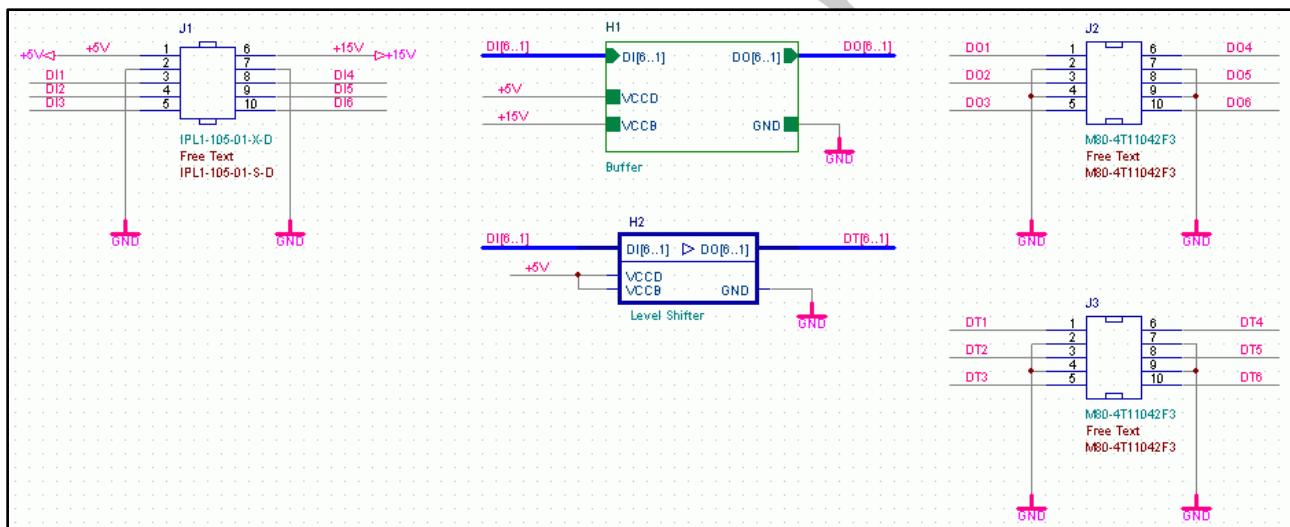 J1
+5V
+5V
1
2
3
4
5
6
7
8
9
10
+15V
+15V
DI1
DI2
DI3
DI4
DI5
DI6
IPL1-105-01-X-D
Free Text
IPL1-105-01-S-D
GND
GND
H1
DI[6..1]
DI[6..1]
DO[6..1]
DO[6..1]
+5V
VCCD
+15V
VCCB
GND
GND
Buffer
H2
DI[6..1]
DI[6..1]
DO[6..1]
DT[6..1]
+5V
VCCD
VCCB
GND
GND
Level Shifter
J2
DO1
DO2
DO3
1
2
3
4
5
6
7
8
9
10
DO4
DO5
DO6
M80-4T11042F3
Free Text
M80-4T11042F3
GND
GND
J3
DT1
DT2
DT3
1
2
3
4
5
6
7
8
9
10
DT4
DT5
DT6
M80-4T11042F3
Free Text
M80-4T11042F3
GND
GND